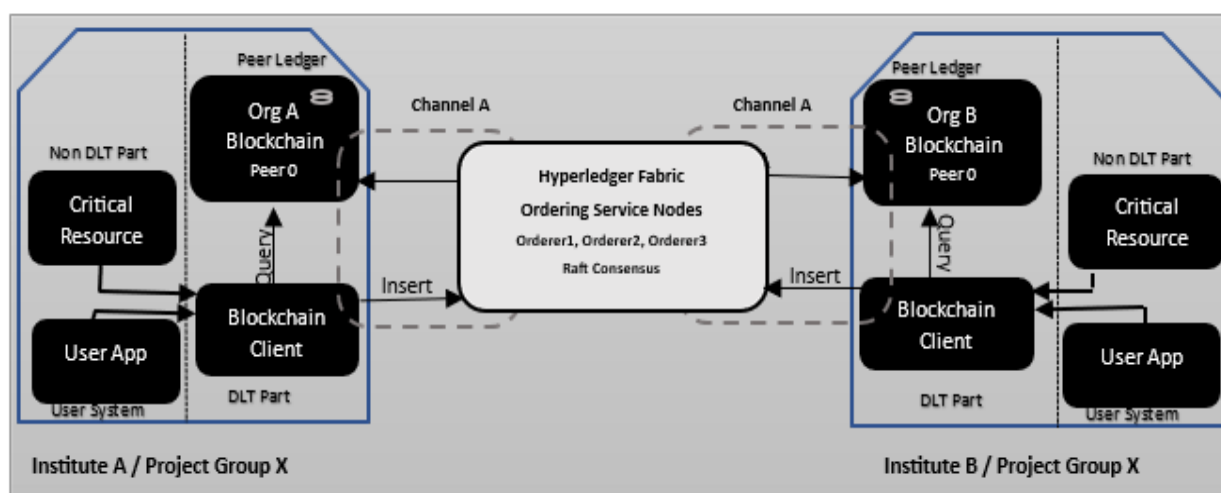 Peer Ledger
Org A
Blockchain
Peer 0
Non DLT Part
Critical
Resource
Query
Blockchain
Client
User App
User System
DLT Part
Institute A / Project Group X
Channel A
Insert
Hyperledger Fabric
Ordering Service Nodes
Orderer1, Orderer2, Orderer3
Raft Consensus
Channel A
Insert
Peer Ledger
Org B
Blockchain
Peer 0
Non DLT Part
Critical
Resource
Query
Blockchain
Client
User App
DLT Part
User System
Institute B / Project Group X